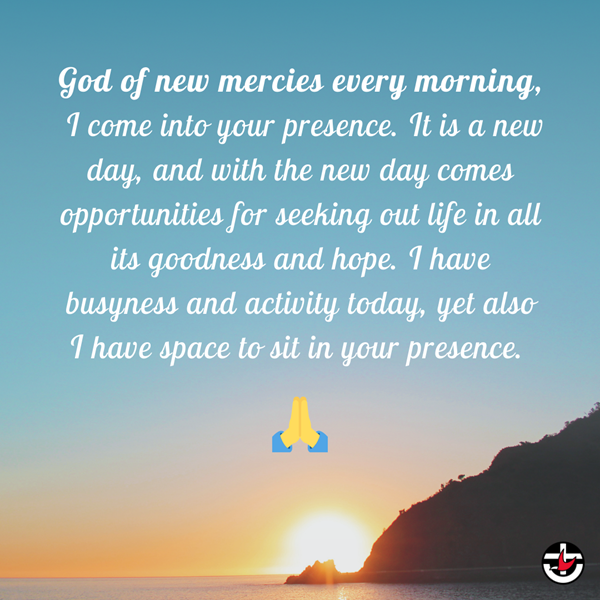 God of new mercies every morning,
I come into your presence. It is a new
day, and with the new day comes
opportunities for seeking out life in all
its goodness and hope. I have
busyness and activity today, yet also
I have space to sit in your presence.